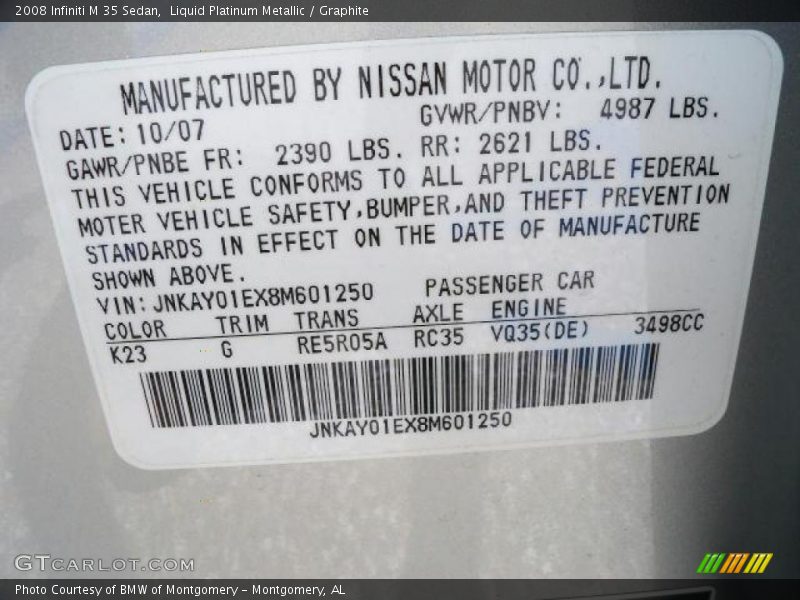 2008 Infiniti M 35 Sedan,  Liquid Platinum Metallic / Graphite
MANUFACTURED BY NISSAN MOTOR CO.,LTD.
DATE: 10/07 GVWR/PNBV: 4987 LBS.
GAWR/PNBE FR: 2390 LBS. RR: 2621 LBS.
THIS VEHICLE CONFORMS TO ALL APPLICABLE FEDERAL
MOTER VEHICLE SAFETY,BUMPER,AND THEFT PREVENTION
STANDARDS IN EFFECT ON THE DATE OF MANUFACTURE
SHOWN ABOVE.
VIN: JNKAY01EX8M601250 PASSENGER CAR
COLOR TRIM TRANS AXLE ENGINE
K23 G RE5R05A RC35 VQ35(DE) 3498CC
JNKAY01EX8M601250
GTCARLOT.COM
Photo Courtesy of BMW of Montgomery – Montgomery, AL